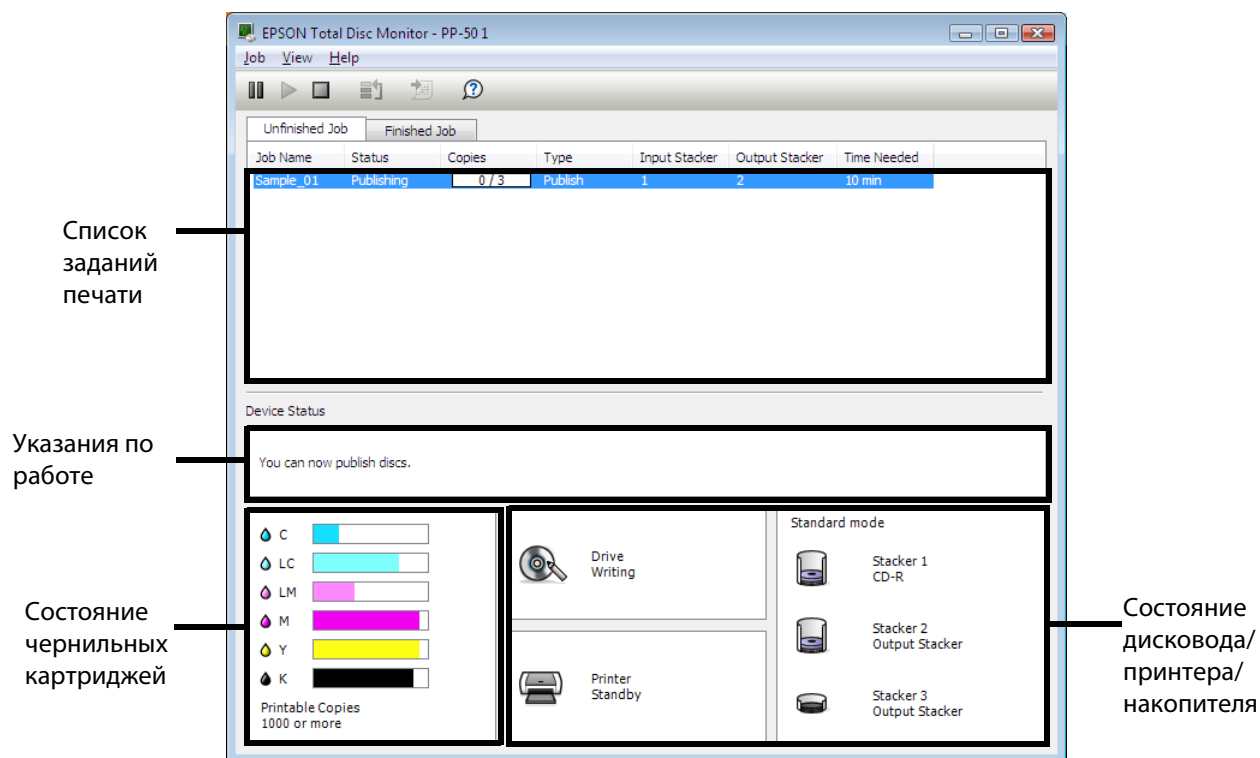 EPSON Total Disc Monitor - PP-50 1
Job View Help
Unfinished Job Finished Job
Job Name Status Copies Type Input Stacker Output Stacker Time Needed
Sample_01 Publishing 0 / 3 Publish 1 2 10 min
Список
заданий
печати
Device Status
Указания по
работе
You can now publish discs.
Состояние
чернильных
картриджей
C
LC
LM
M
Y
K
Printable Copies
1000 or more
Drive
Writing
Printer
Standby
Standard mode
Stacker 1
CD-R
Stacker 2
Output Stacker
Stacker 3
Output Stacker
Состояние
дисковода/
принтера/
накопителя